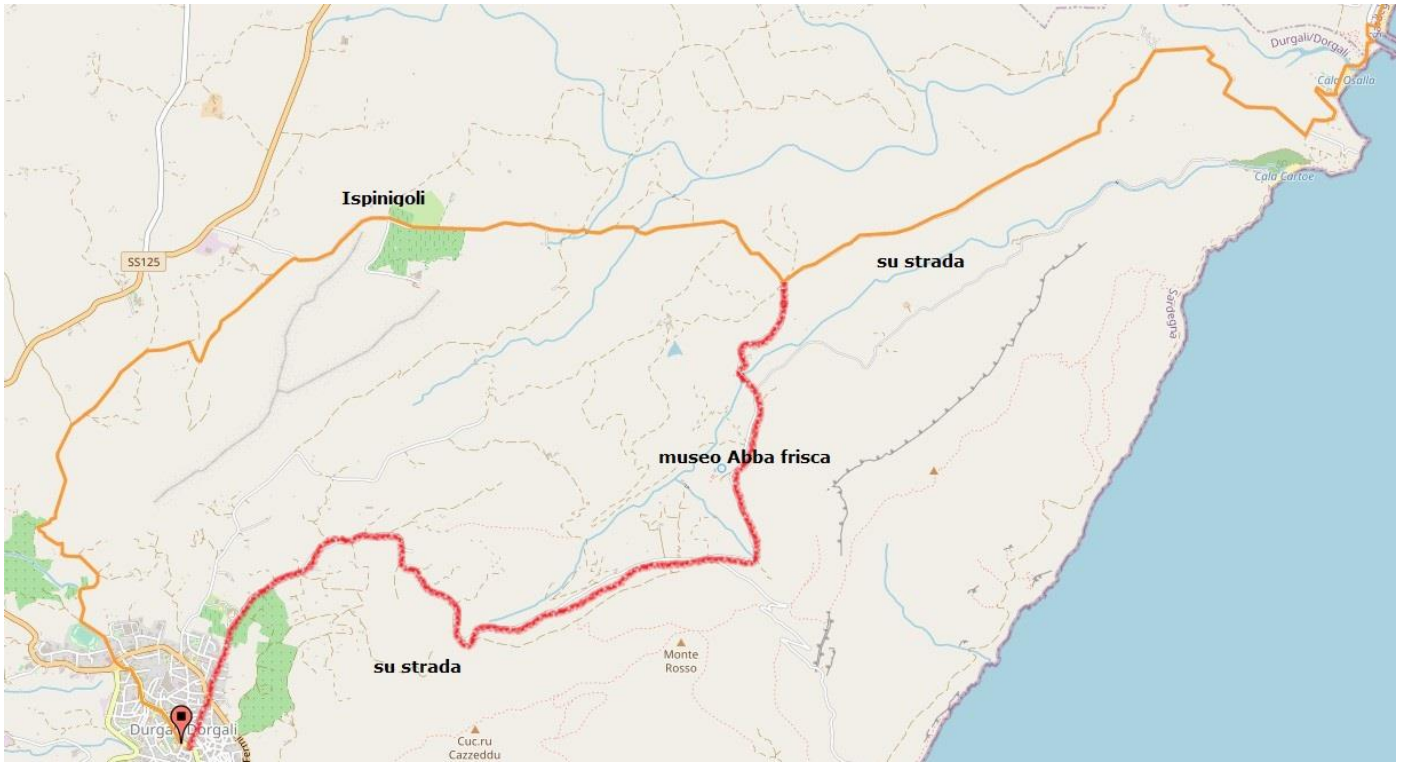 Durgali/Dorgali
Cala Osalla
Cala Cartoe
Ispinigoli
SS125
su strada
Sardegna
museo Abba frisca
su strada
Monte
Rosso
Durgali/Dorgali
Cuc.ru
Cazzeddu